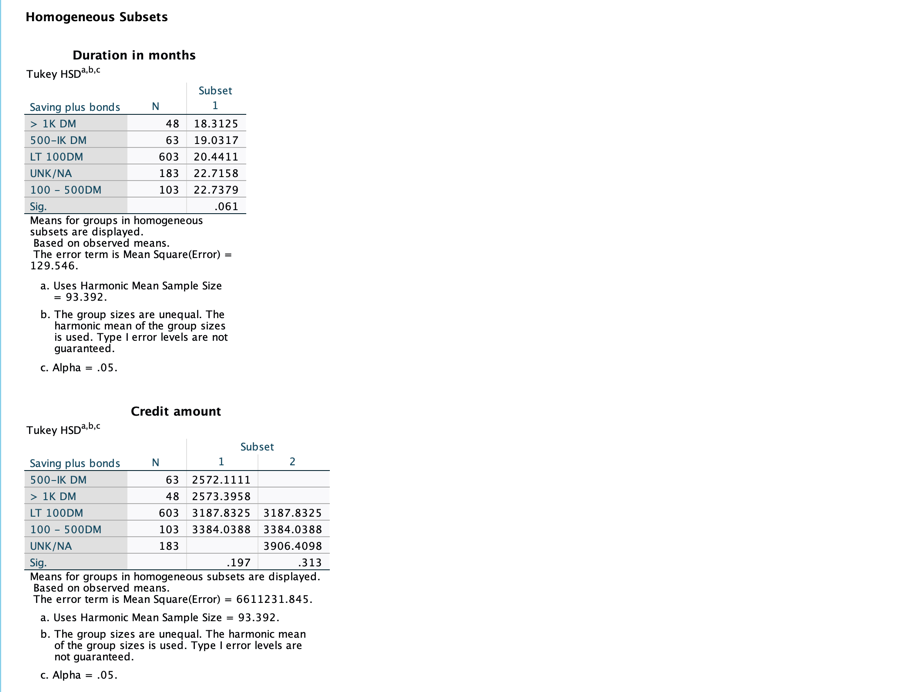 Homogeneous Subsets
Duration in months
Tukey HSDa,b,c
Subset
Saving plus bonds N 1
> 1K DM 48 18.3125
500-IK DM 63 19.0317
LT 100DM 603 20.4411
UNK/NA 183 22.7158
100 - 500DM 103 22.7379
Sig. .061
Means for groups in homogeneous
subsets are displayed.
Based on observed means.
The error term is Mean Square(Error) =
129.546.
a. Uses Harmonic Mean Sample Size
= 93.392.
b. The group sizes are unequal. The
harmonic mean of the group sizes
is used. Type I error levels are not
guaranteed.
c. Alpha = .05.
Credit amount
Tukey HSDa,b,c
Subset
Saving plus bonds N 1 2
500-IK DM 63 2572.1111
> 1K DM 48 2573.3958
LT 100DM 603 3187.8325 3187.8325
100 - 500DM 103 3384.0388 3384.0388
UNK/NA 183 3906.4098
Sig. .197 .313
Means for groups in homogeneous subsets are displayed.
Based on observed means.
The error term is Mean Square(Error) = 6611231.845.
a. Uses Harmonic Mean Sample Size = 93.392.
b. The group sizes are unequal. The harmonic mean
of the group sizes is used. Type I error levels are
not guaranteed.
c. Alpha = .05.